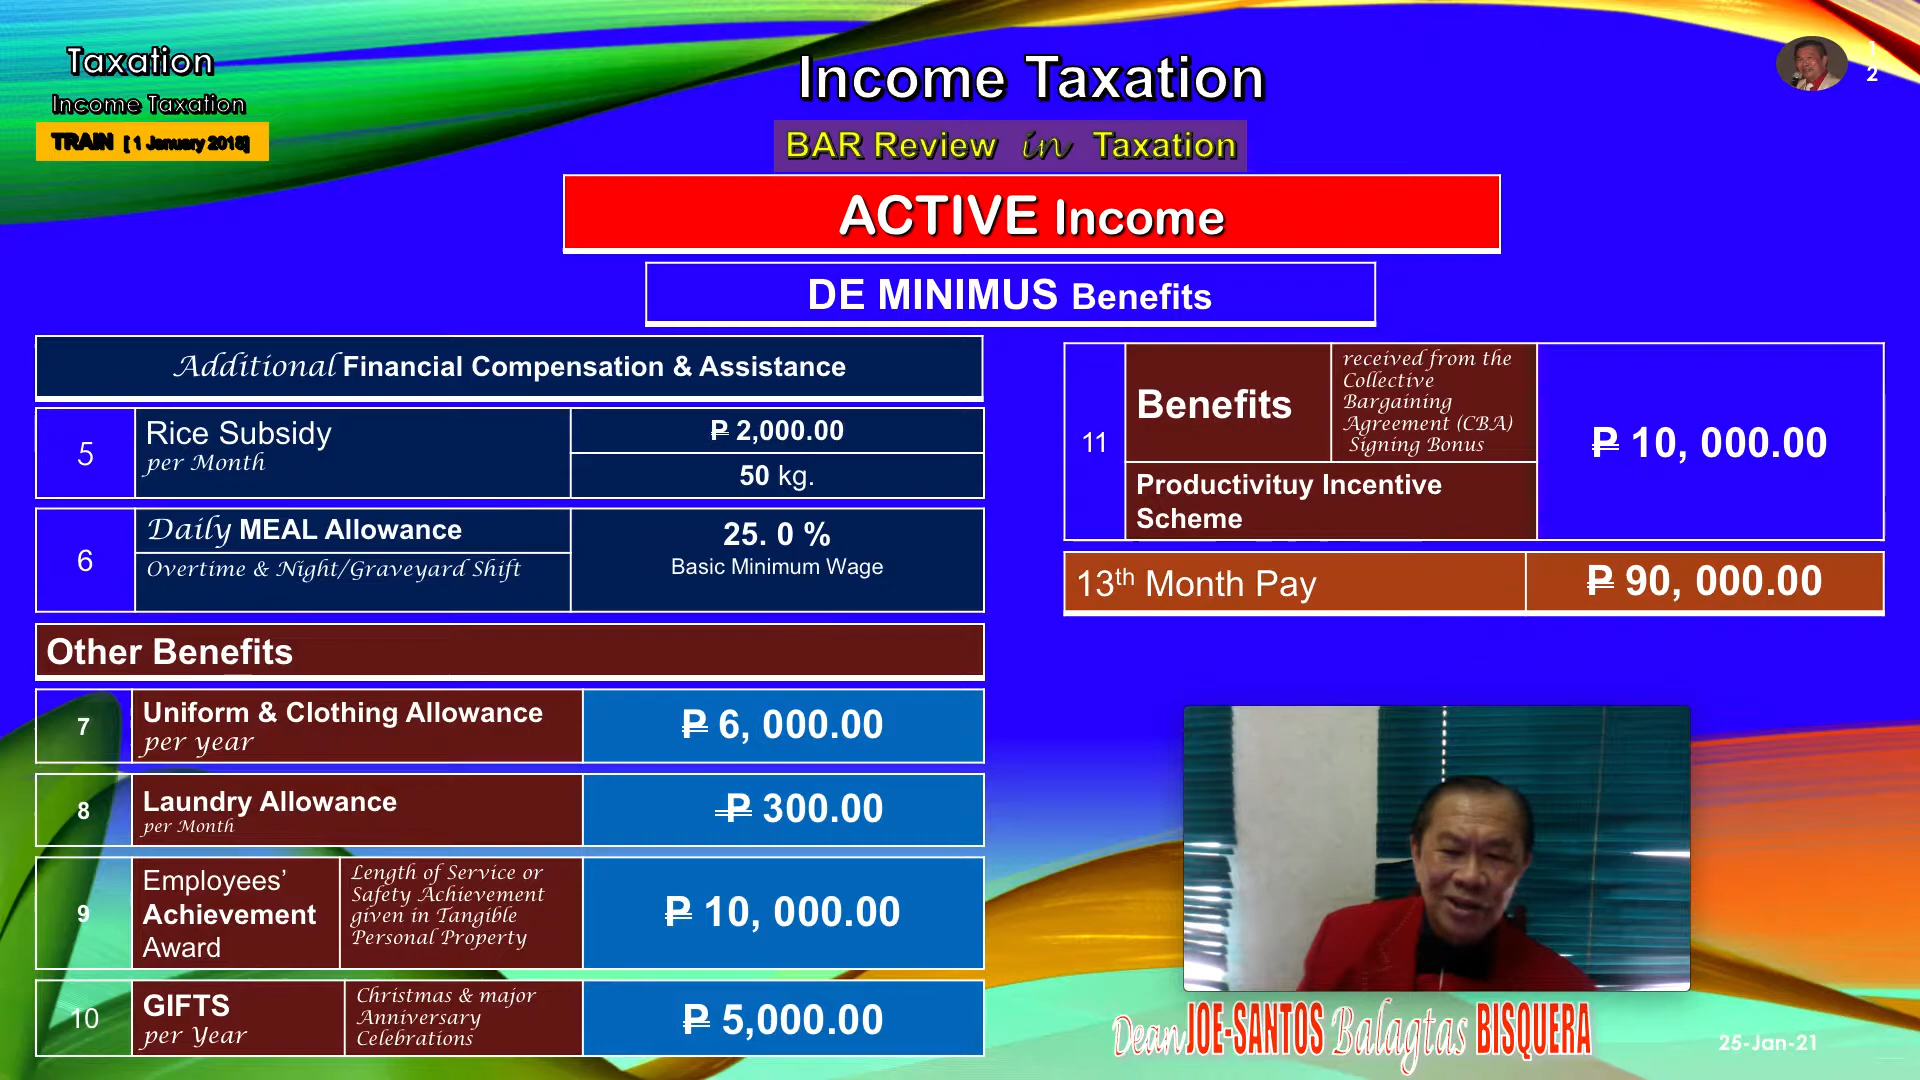 Taxation
Income Taxation
TRAIN [ 1 January 2018]
Income Taxation
BAR Review in Taxation
1
2
ACTIVE Income
DE MINIMUS Benefits
Additional Financial Compensation & Assistance
5
Rice Subsidy
per Month
₱ 2,000.00
50 kg.
6
Daily MEAL Allowance
Overtime & Night/Graveyard Shift
25. 0 %
Basic Minimum Wage
Other Benefits
7
Uniform & Clothing Allowance
per year
₱ 6, 000.00
8
Laundry Allowance
per Month
₱ 300.00
9
Employees’
Achievement
Award
Length of Service or
Safety Achievement
given in Tangible
Personal Property
₱ 10, 000.00
10
GIFTS
per Year
Christmas & major
Anniversary
Celebrations
₱ 5,000.00
11
Benefits
received from the
Collective
Bargaining
Agreement (CBA)
Signing Bonus
Productivituy Incentive
Scheme
₱ 10, 000.00
13th Month Pay
₱ 90, 000.00
Dean JOE-SANTOS Balagtas BISQUERA
25-Jan-21